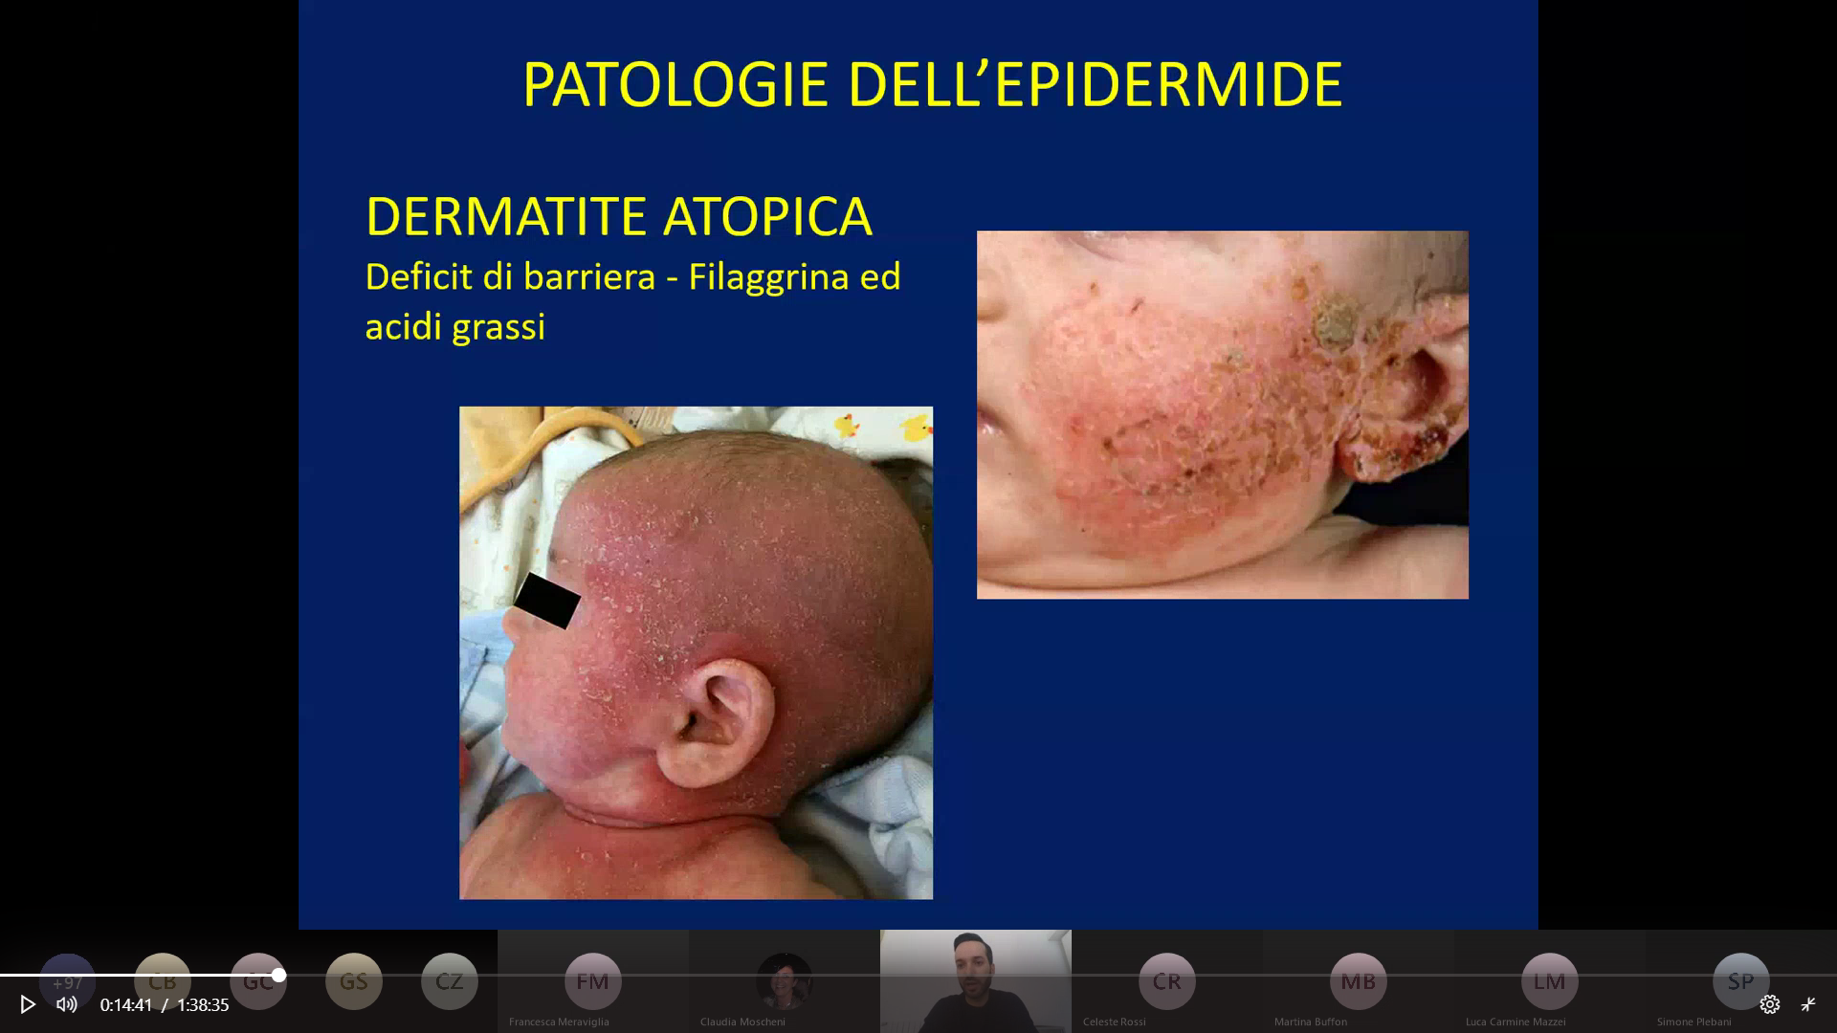 PATOLOGIE DELL’EPIDERMIDE
DERMATITE ATOPICA
Deficit di barriera - Filaggrina ed
acidi grassi
+97
CB
GC
GS
CZ
FM
CR
MB
LM
SP
0:14:41 / 1:38:35
Francesca Meraviglia
Claudia Moscheni
Celeste Rossi
Martina Buffon
Luca Carmine Mazzei
Simone Plebani